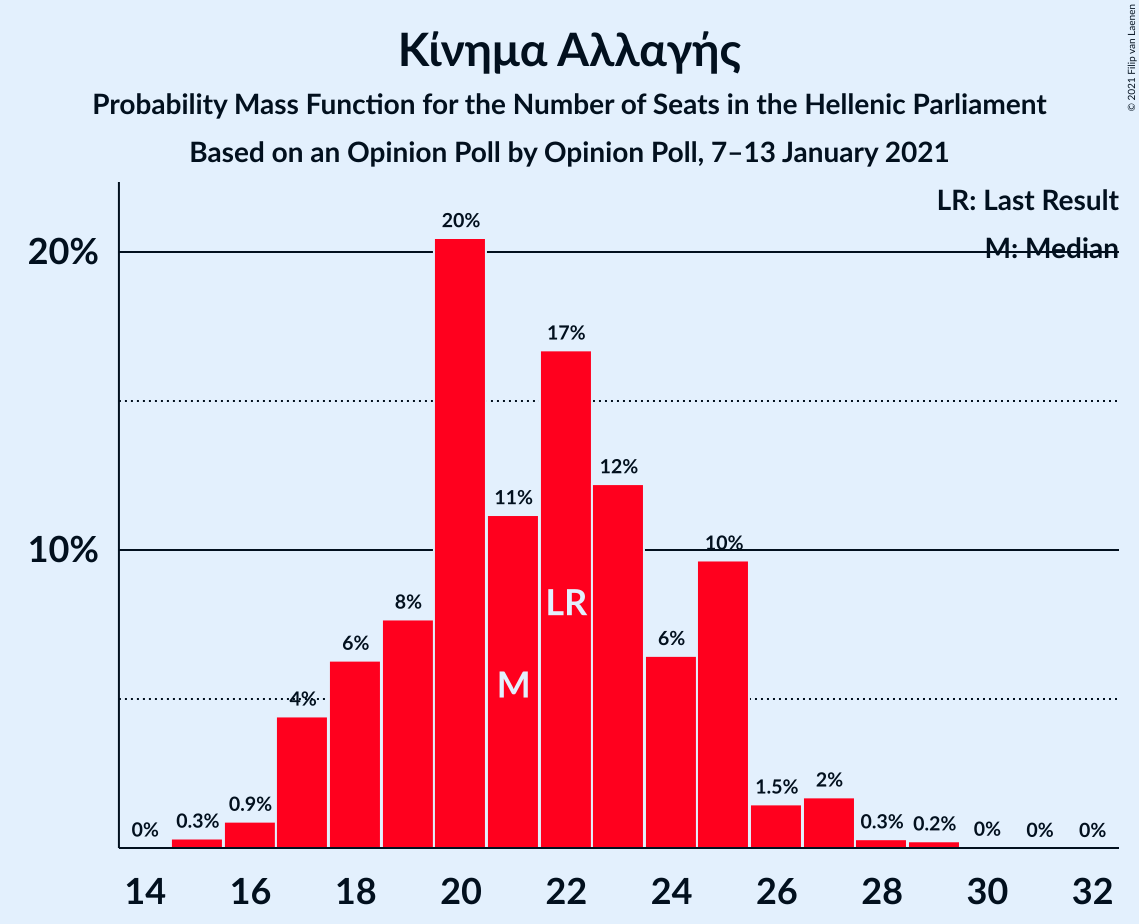 Κίνημα Αλλαγής
Probability Mass Function for the Number of Seats in the Hellenic Parliament
Based on an Opinion Poll by Opinion Poll, 7–13 January 2021
© 2021 Filip van Laenen
LR: Last Result
M: Median
20%
10%
0%
0.3%
0.9%
4%
6%
8%
20%
11%
17%
12%
6%
10%
1.5%
2%
0.3%
0.2%
0%
0%
0%
LR
M
14 16 18 20 22 24 26 28 30 32